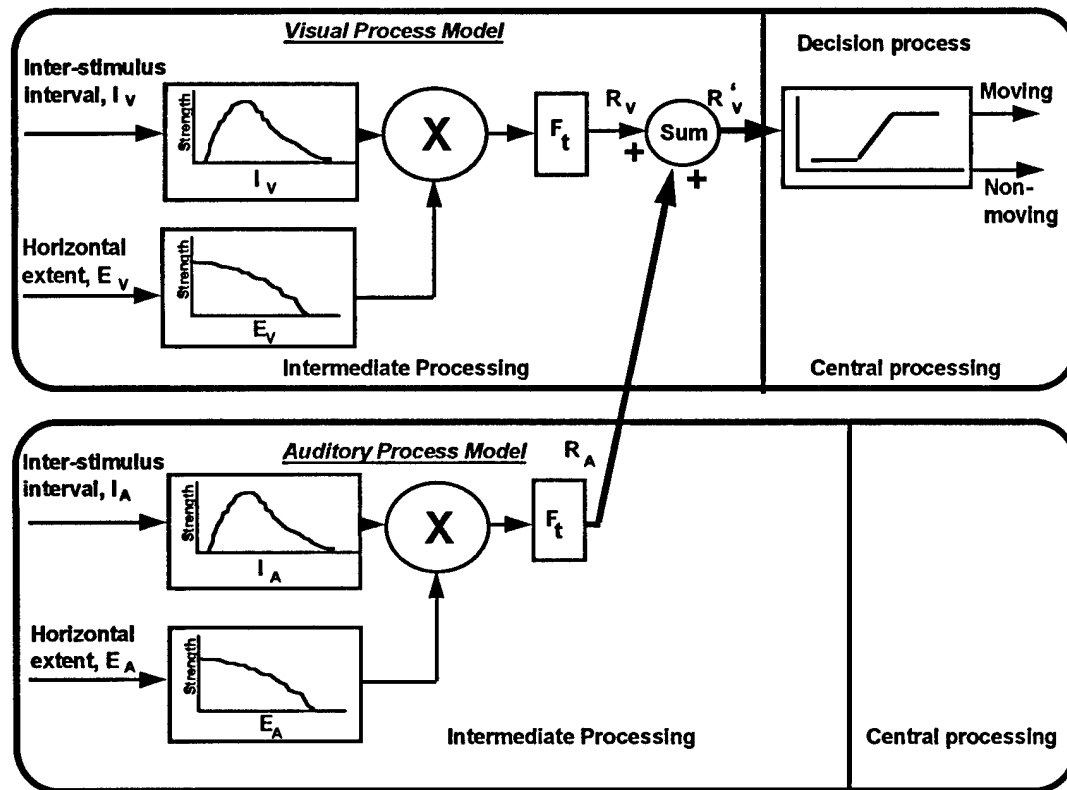 Visual Process Model
Inter-stimulus
interval, I V
Strength
I V
X
F t
R V
+
Sum
+
R V '
Decision process
Moving
Non-
moving
Horizontal
extent, E V
Strength
E V
Intermediate Processing
Central processing
Auditory Process Model
Inter-stimulus
interval, I A
Strength
I A
X
F t
R A
Horizontal
extent, E A
Strength
E A
Intermediate Processing
Central processing